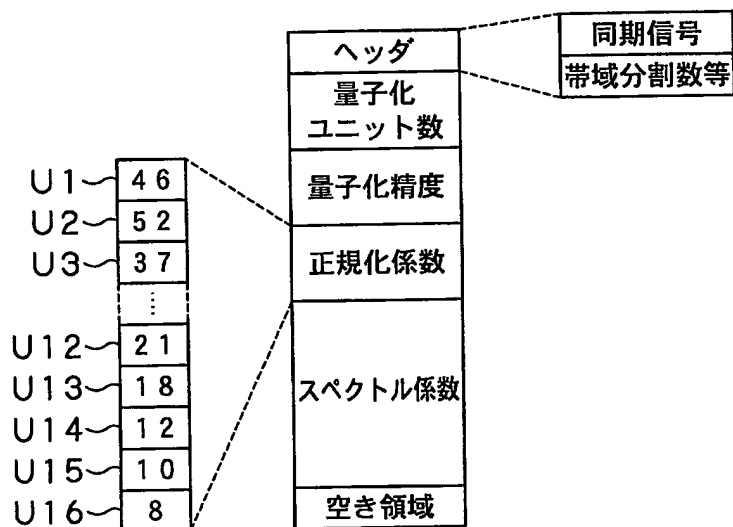 ヘッダ
同期信号
帯域分割数等
量子化
ユニット数
量子化精度
正規化係数
スペクトル係数
空き領域
U1 46
U2 52
U3 37
⋮
U12 21
U13 18
U14 12
U15 10
U16 8